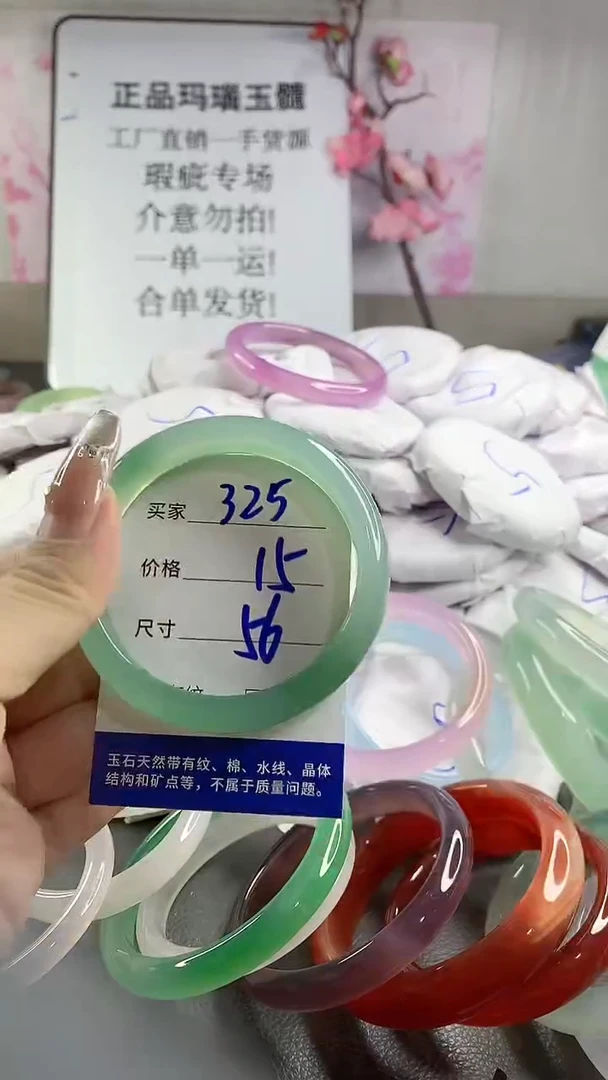 正品玛瑙玉髓
工厂直销一手货源
瑕疵专场
介意勿拍!
一单一运!
合单发货!
买家 325
价格 15
尺寸 56
玉石天然带有纹、棉、水线、晶体
结构和矿点等，不属于质量问题。